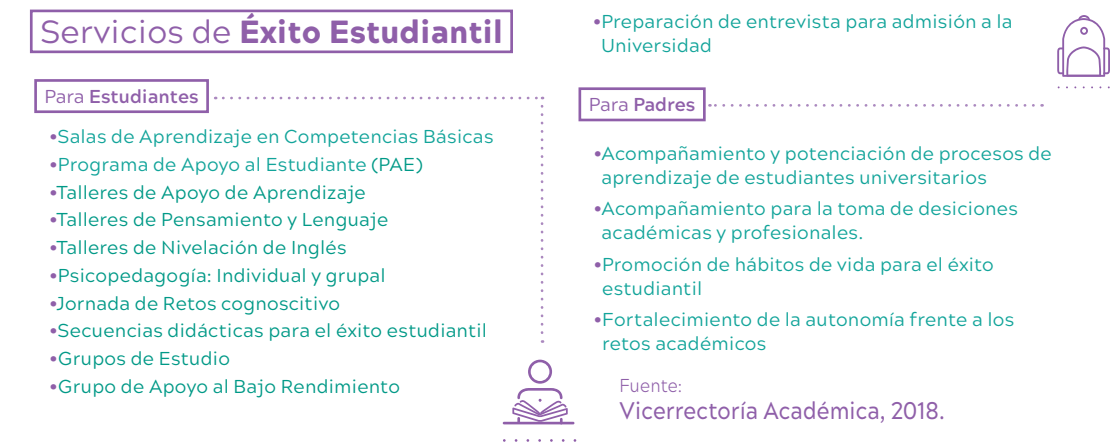 Servicios de Éxito Estudiantil
Para Estudiantes
•Salas de Aprendizaje en Competencias Básicas
•Programa de Apoyo al Estudiante (PAE)
•Talleres de Apoyo de Aprendizaje
•Talleres de Pensamiento y Lenguaje
•Talleres de Nivelación de Inglés
•Psicopedagogía: Individual y grupal
•Jornada de Retos cognoscitivo
•Secuencias didácticas para el éxito estudiantil
•Grupos de Estudio
•Grupo de Apoyo al Bajo Rendimiento
•Preparación de entrevista para admisión a la
Universidad
Para Padres
•Acompañamiento y potenciación de procesos de
aprendizaje de estudiantes universitarios
•Acompañamiento para la toma de desiciones
académicas y profesionales.
•Promoción de hábitos de vida para el éxito
estudiantil
•Fortalecimiento de la autonomía frente a los
retos académicos
Fuente:
Vicerrectoría Académica, 2018.